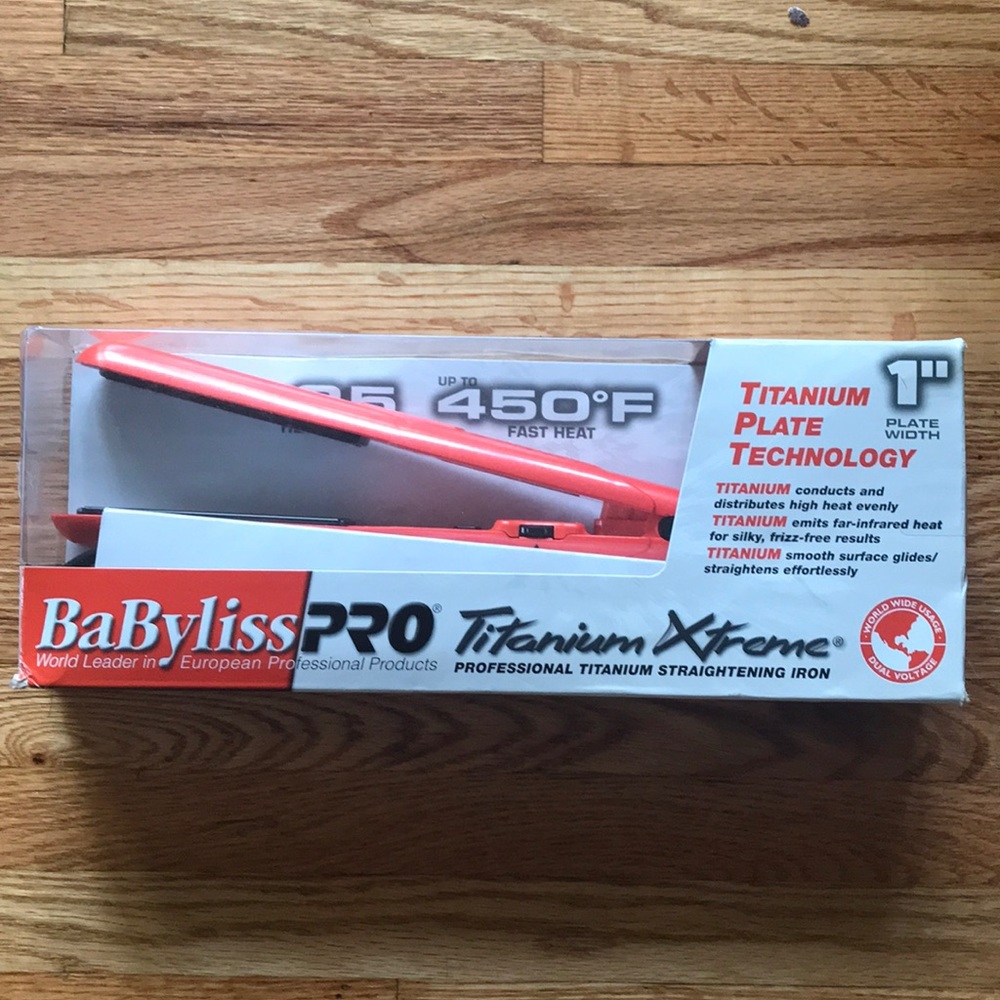 UP TO
450°F
FAST HEAT
TITANIUM
PLATE
TECHNOLOGY
1"
PLATE
WIDTH
TITANIUM conducts and
distributes high heat evenly
TITANIUM emits far-infrared heat
for silky, frizz-free results
TITANIUM smooth surface glides/
straightens effortlessly
BaBylissPRO®
World Leader in European Professional Products
Titanium Xtreme®
PROFESSIONAL TITANIUM STRAIGHTENING IRON
WORLD WIDE USAGE
DUAL VOLTAGE